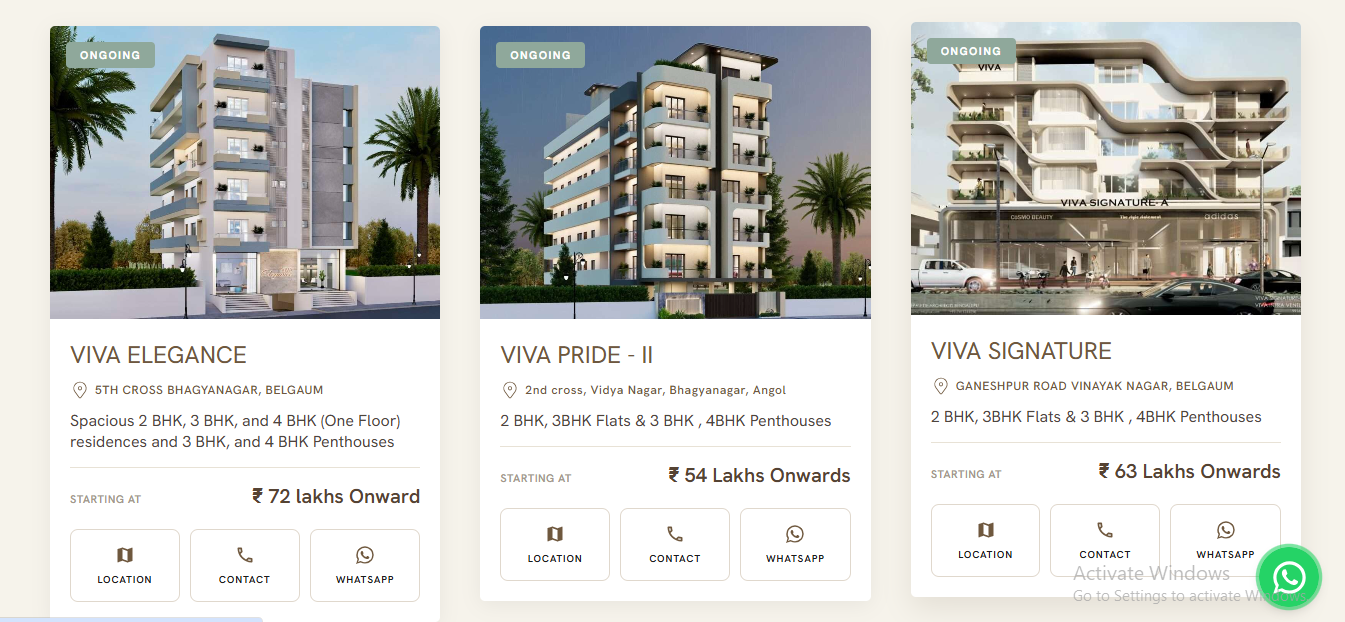 ONGOING
VIVA ELEGANCE
5TH CROSS BHAGYANAGAR, BELGAUM
Spacious 2 BHK, 3 BHK, and 4 BHK (One Floor)
residences and 3 BHK, and 4 BHK Penthouses
STARTING AT
₹ 72 lakhs Onward
LOCATION
CONTACT
WHATSAPP
ONGOING
VIVA PRIDE - II
2nd cross, Vidya Nagar, Bhagyanagar, Angol
2 BHK, 3BHK Flats & 3 BHK , 4BHK Penthouses
STARTING AT
₹ 54 Lakhs Onwards
LOCATION
CONTACT
WHATSAPP
ONGOING
VIVA
VIVA SIGNATURE- A
COSMO BEAUTY
The style statement
adidas
VIVA SIGNATURE
GANESHPUR ROAD VINAYAK NAGAR, BELGAUM
2 BHK, 3BHK Flats & 3 BHK , 4BHK Penthouses
STARTING AT
₹ 63 Lakhs Onwards
LOCATION
CONTACT
WHATSAPP
Activate Windows
Go to Settings to activate Windows.